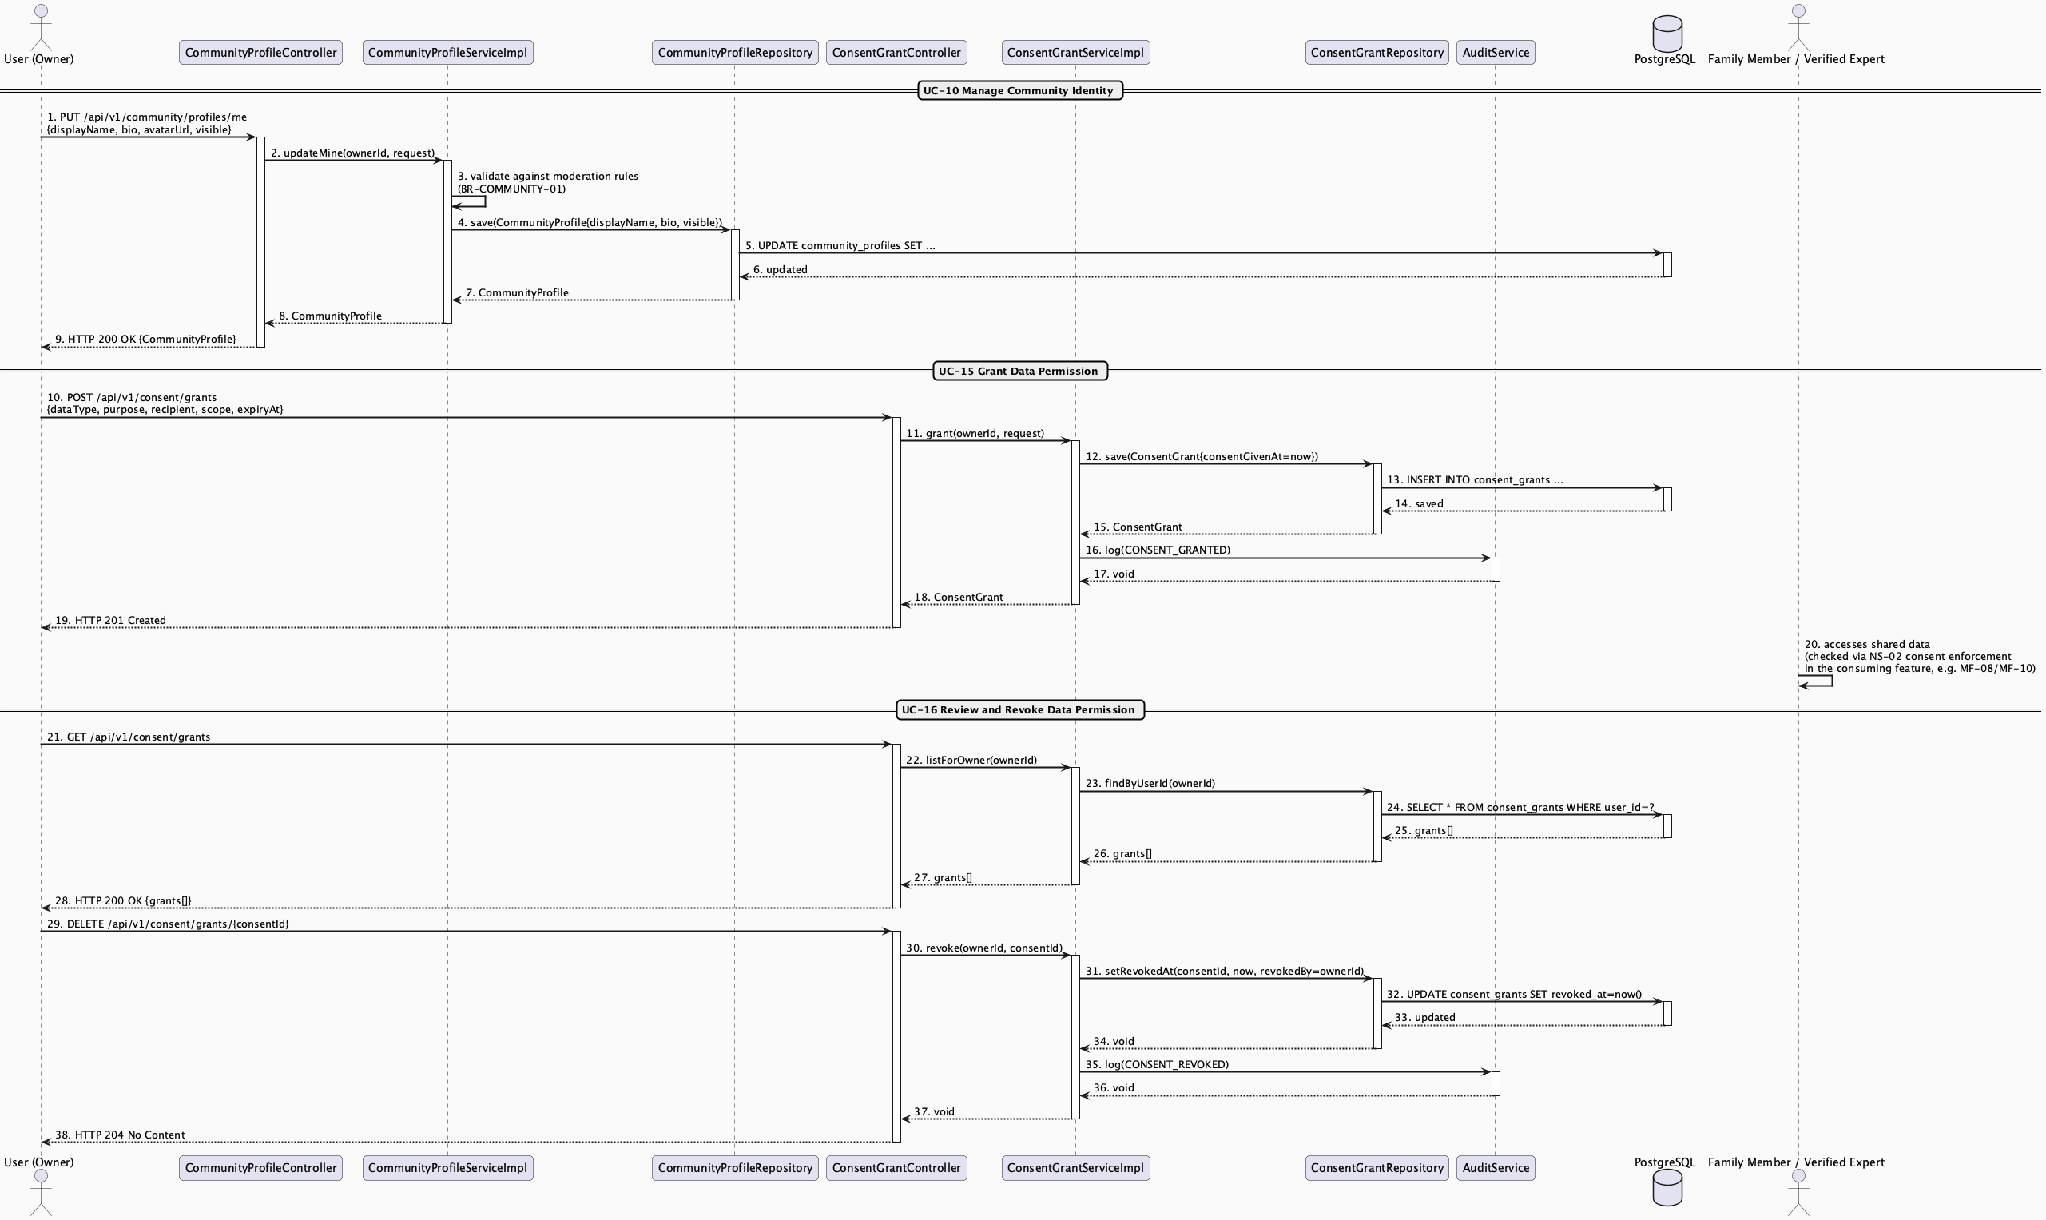 User (Owner)
CommunityProfileController
CommunityProfileServiceImpl
CommunityProfileRepository
ConsentGrantController
ConsentGrantServiceImpl
ConsentGrantRepository
AuditService
PostgreSQL
Family Member / Verified Expert
UC-10 Manage Community Identity
1. PUT /api/v1/community/profiles/me
{displayName, bio, avatarUrl, visible}
2. updateMine(ownerId, request)
3. validate against moderation rules
(BR-COMMUNITY-01)
4. save(CommunityProfile{displayName, bio, visible})
5. UPDATE community_profiles SET ...
6. updated
7. CommunityProfile
8. CommunityProfile
9. HTTP 200 OK {CommunityProfile}
UC-15 Grant Data Permission
10. POST /api/v1/consent/grants
{dataType, purpose, recipient, scope, expiryAt}
11. grant(ownerId, request)
12. save(ConsentGrant{consentGivenAt=now})
13. INSERT INTO consent_grants ...
14. saved
15. ConsentGrant
16. log(CONSENT_GRANTED)
17. void
18. ConsentGrant
19. HTTP 201 Created
20. accesses shared data
(checked via NS-02 consent enforcement
in the consuming feature, e.g. MF-08/MF-10)
UC-16 Review and Revoke Data Permission
21. GET /api/v1/consent/grants
22. listForOwner(ownerId)
23. findByUserId(ownerId)
24. SELECT * FROM consent_grants WHERE user_id=?
25. grants[]
26. grants[]
27. grants[]
28. HTTP 200 OK {grants[]}
29. DELETE /api/v1/consent/grants/{consentId}
30. revoke(ownerId, consentId)
31. setRevokedAt(consentId, now, revokedBy=ownerId)
32. UPDATE consent_grants SET revoked_at=now()
33. updated
34. void
35. log(CONSENT_REVOKED)
36. void
37. void
38. HTTP 204 No Content
User (Owner)
CommunityProfileController
CommunityProfileServiceImpl
CommunityProfileRepository
ConsentGrantController
ConsentGrantServiceImpl
ConsentGrantRepository
AuditService
PostgreSQL
Family Member / Verified Expert